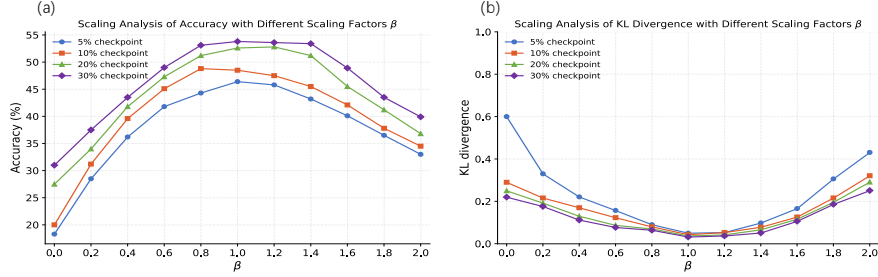 (a)
Scaling Analysis of Accuracy with Different Scaling Factors β
55
50
45
40
35
30
25
20
Accuracy (%)
5% checkpoint
10% checkpoint
20% checkpoint
30% checkpoint
0,0 0,2 0,4 0,6 0,8 1,0 1,2 1,4 1,6 1,8 2,0
β
(b)
Scaling Analysis of KL Divergence with Different Scaling Factors β
1,0
0,8
0,6
0,4
0,2
0,0
KL divergence
5% checkpoint
10% checkpoint
20% checkpoint
30% checkpoint
0,0 0,2 0,4 0,6 0,8 1,0 1,2 1,4 1,6 1,8 2,0
β